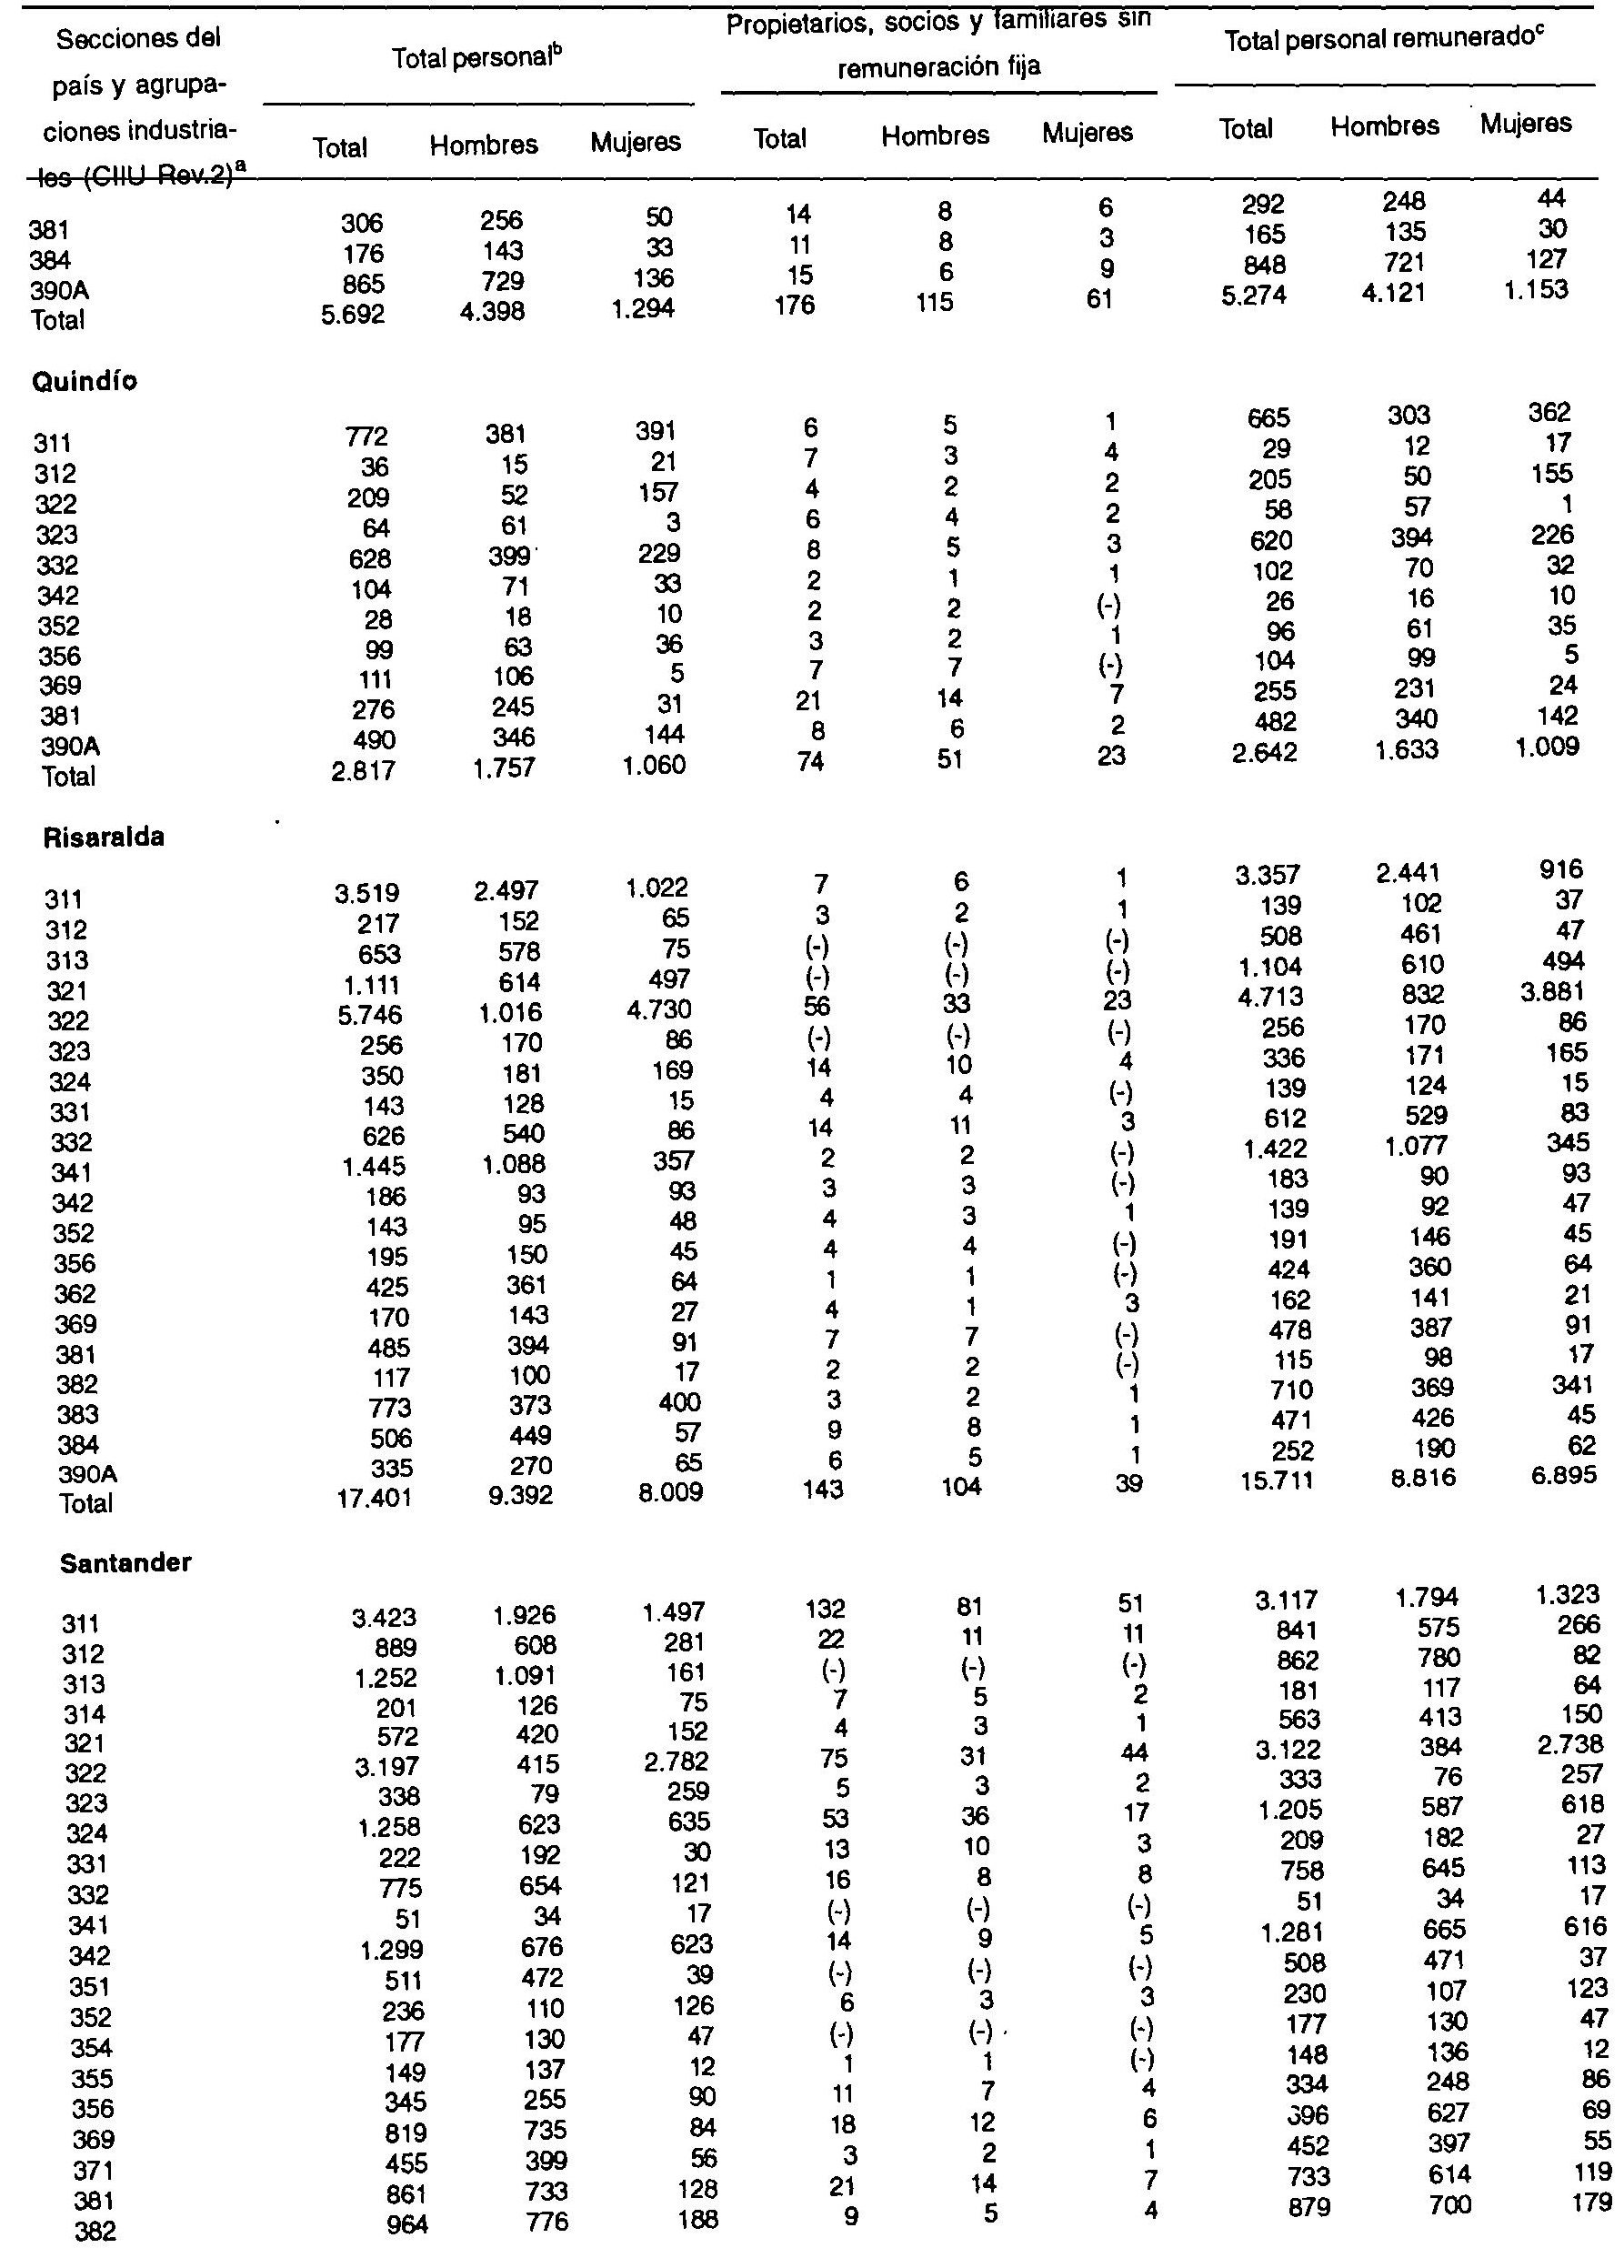 Secciones del país y agrupa-ciones industria-les (CIIU Rev.2)a Total personalb Propietarios, socios y familiares sin remuneración fija Total personal remuneradoc
Total Hombres Mujeres Total Hombres Mujeres Total Hombres Mujeres
381 306 256 50 14 8 6 292 248 44
384 176 143 33 11 8 3 165 135 30
390A 865 729 136 15 6 9 848 721 127
Total 5.692 4.398 1.294 176 115 61 5.274 4.121 1.153
Quindío
311 772 381 391 6 5 1 665 303 362
312 36 15 21 7 3 4 29 12 17
322 209 52 157 4 2 2 205 50 155
323 64 61 3 6 4 2 58 57 1
332 628 399 229 8 5 3 620 394 226
342 104 71 33 2 1 1 102 70 32
352 28 18 10 2 2 (-) 26 16 10
356 99 63 36 3 2 1 96 61 35
369 111 106 5 7 7 (-) 104 99 5
381 276 245 31 21 14 7 255 231 24
390A 490 346 144 8 6 2 482 340 142
Total 2.817 1.757 1.060 74 51 23 2.642 1.633 1.009
Risaralda
311 3.519 2.497 1.022 7 6 1 3.357 2.441 916
312 217 152 65 3 2 1 139 102 37
313 653 578 75 (-) (-) (-) 508 461 47
321 1.111 614 497 (-) (-) (-) 1.104 610 494
322 5.746 1.016 4.730 56 33 23 4.713 832 3.881
323 256 170 86 (-) (-) (-) 256 170 86
324 350 181 169 14 10 4 336 171 165
331 143 128 15 4 4 (-) 139 124 15
332 626 540 86 14 11 3 612 529 83
341 1.445 1.088 357 2 2 (-) 1.422 1.077 345
342 186 93 93 3 3 (-) 183 90 93
352 143 95 48 4 3 1 139 92 47
356 195 150 45 4 4 (-) 191 146 45
362 425 361 64 1 1 (-) 424 360 64
369 170 143 27 4 1 3 162 141 21
381 485 394 91 7 7 (-) 478 387 91
382 117 100 17 2 2 (-) 115 98 17
383 773 373 400 3 2 1 710 369 341
384 506 449 57 9 8 1 471 426 45
390A 335 270 65 6 5 1 252 190 62
Total 17.401 9.392 8.009 143 104 39 15.711 8.816 6.895
Santander
311 3.423 1.926 1.497 132 81 51 3.117 1.794 1.323
312 889 608 281 22 11 11 841 575 266
313 1.252 1.091 161 (-) (-) (-) 862 780 82
314 201 126 75 7 5 2 181 117 64
321 572 420 152 4 3 1 563 413 150
322 3.197 415 2.782 75 31 44 3.122 384 2.738
323 338 79 259 5 3 2 333 76 257
324 1.258 623 635 53 36 17 1.205 587 618
331 222 192 30 13 10 3 209 182 27
332 775 654 121 16 8 8 758 645 113
341 51 34 17 (-) (-) (-) 51 34 17
342 1.299 676 623 14 9 5 1.281 665 616
351 511 472 39 (-) (-) (-) 508 471 37
352 236 110 126 6 3 3 230 107 123
354 177 130 47 (-) (-) (-) 177 130 47
355 149 137 12 1 1 (-) 148 136 12
356 345 255 90 11 7 4 334 248 86
369 819 735 84 18 12 6 696 627 69
371 455 399 56 3 2 1 452 397 55
381 861 733 128 21 14 7 733 614 119
382 964 776 188 9 5 4 879 700 179